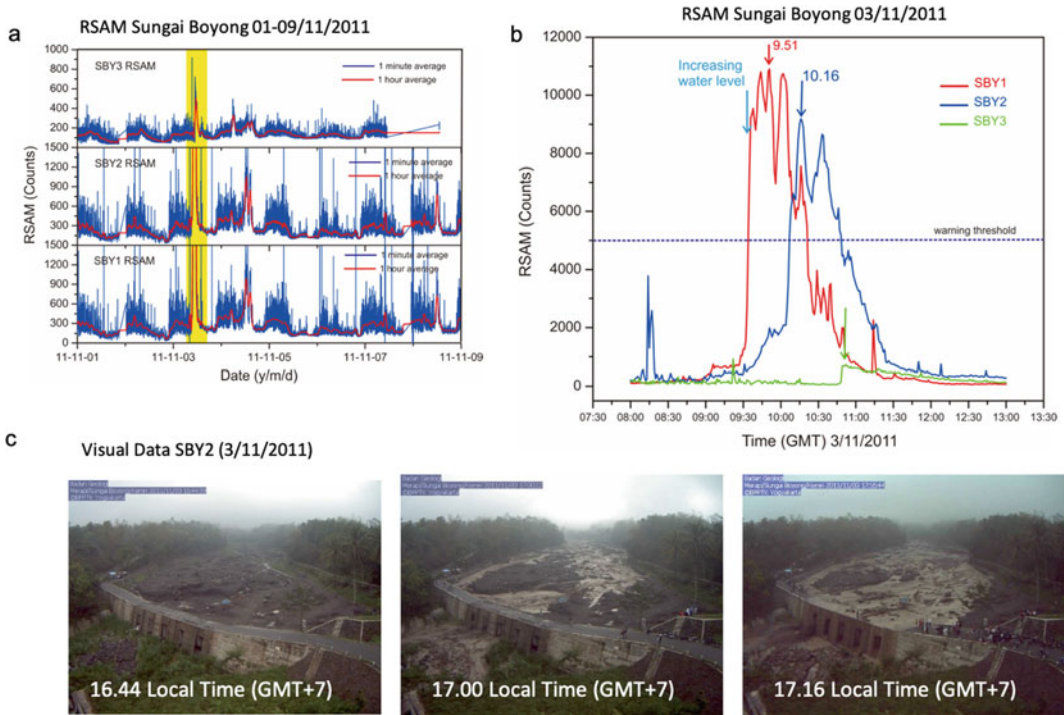 RSAM Sungai Boyong 01-09/11/2011
a
1000
800
600
400
200
SBY3 RSAM
1 minute average
1 hour average
1500
1200
900
600
300
SBY2 RSAM
1 minute average
1 hour average
1500
1200
900
600
300
0
SBY1 RSAM
1 minute average
1 hour average
RSAM (Counts)
11-11-01
11-11-03
11-11-05
11-11-07
11-11-09
Date (y/m/d)
RSAM Sungai Boyong 03/11/2011
b
12000
10000
8000
6000
4000
2000
0
RSAM (Counts)
Increasing
water level
9.51
10.16
SBY1
SBY2
SBY3
warning threshold
07:30
08:00
08:30
09:00
09:30
10:00
10:30
11:00
11:30
12:00
12:30
13:00
13:30
Time (GMT) 3/11/2011
c
Visual Data SBY2 (3/11/2011)
Badan Geologi
16.44 Local Time (GMT+7)
Badan Geologi
17.00 Local Time (GMT+7)
Badan Geologi
17.16 Local Time (GMT+7)